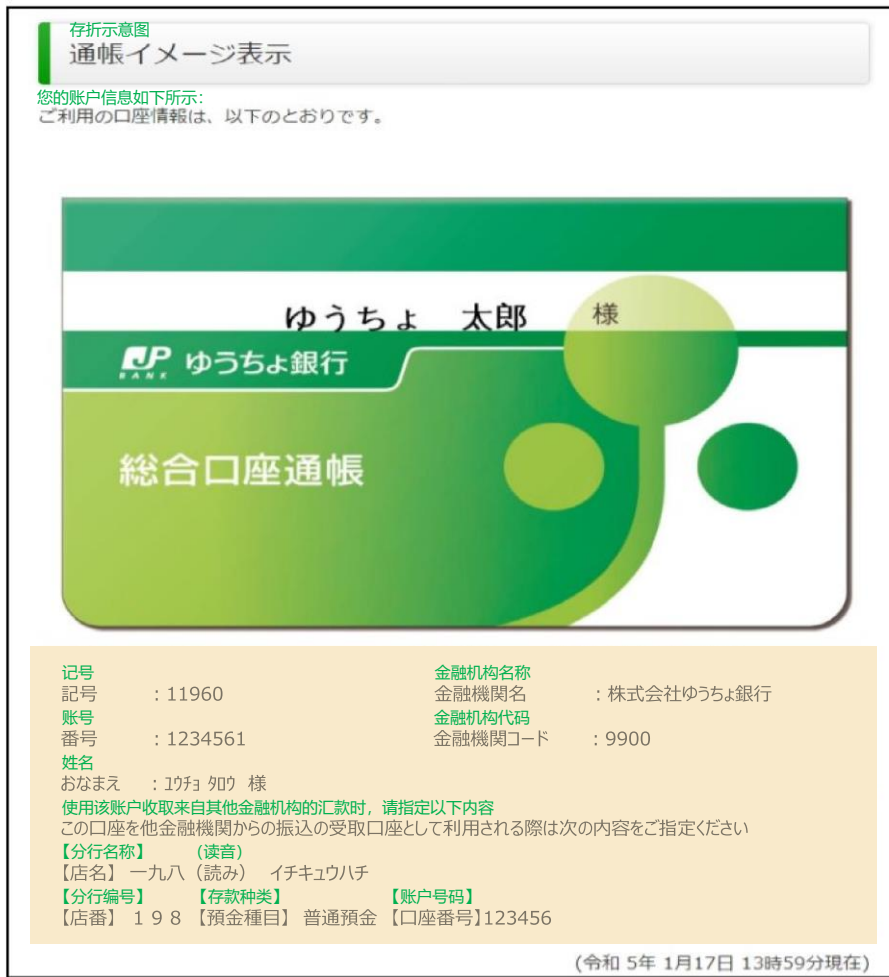 存折示意图
通帳イメージ表示
您的账户信息如下所示：
ご利用の口座情報は、以下のとおりです。
ゆうちょ 太郎 様
JP BANK ゆうちょ銀行
総合口座通帳
记号 金融机构名称
記号 ：11960 金融機関名 ：株式会社ゆうちょ銀行
账号 金融机构代码
番号 ：1234561 金融機関コード ：9900
姓名
おなまえ ：ﾕｳﾁｮ ﾀﾛｳ 様
使用该账户收取来自其他金融机构的汇款时，请指定以下内容
この口座を他金融機関からの振込の受取口座として利用される際は次の内容をご指定ください
【分行名称】 （读音）
【店名】 一九八 （読み） イチキュウハチ
【分行编号】 【存款种类】 【账户号码】
【店番】 １９８ 【預金種目】 普通預金 【口座番号】123456
(令和 5年 1月17日 13時59分現在)